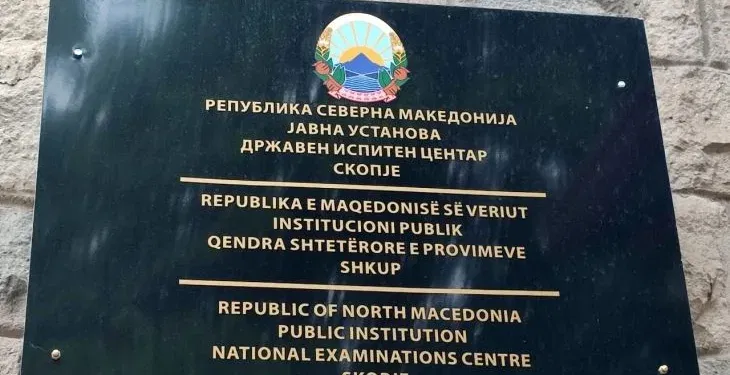 РЕПУБЛИКА СЕВЕРНА МАКЕДОНИЈА
ЈАВНА УСТАНОВА
ДРЖАВЕН ИСПИТЕН ЦЕНТАР
СКОПЈЕ
REPUBLIKA E MAQEDONISË SË VERIUT
INSTITUCIONI PUBLIK
QENDRA SHTETËRORE E PROVIMEVE
SHKUP
REPUBLIC OF NORTH MACEDONIA
PUBLIC INSTITUTION
NATIONAL EXAMINATIONS CENTRE
SKOPJE